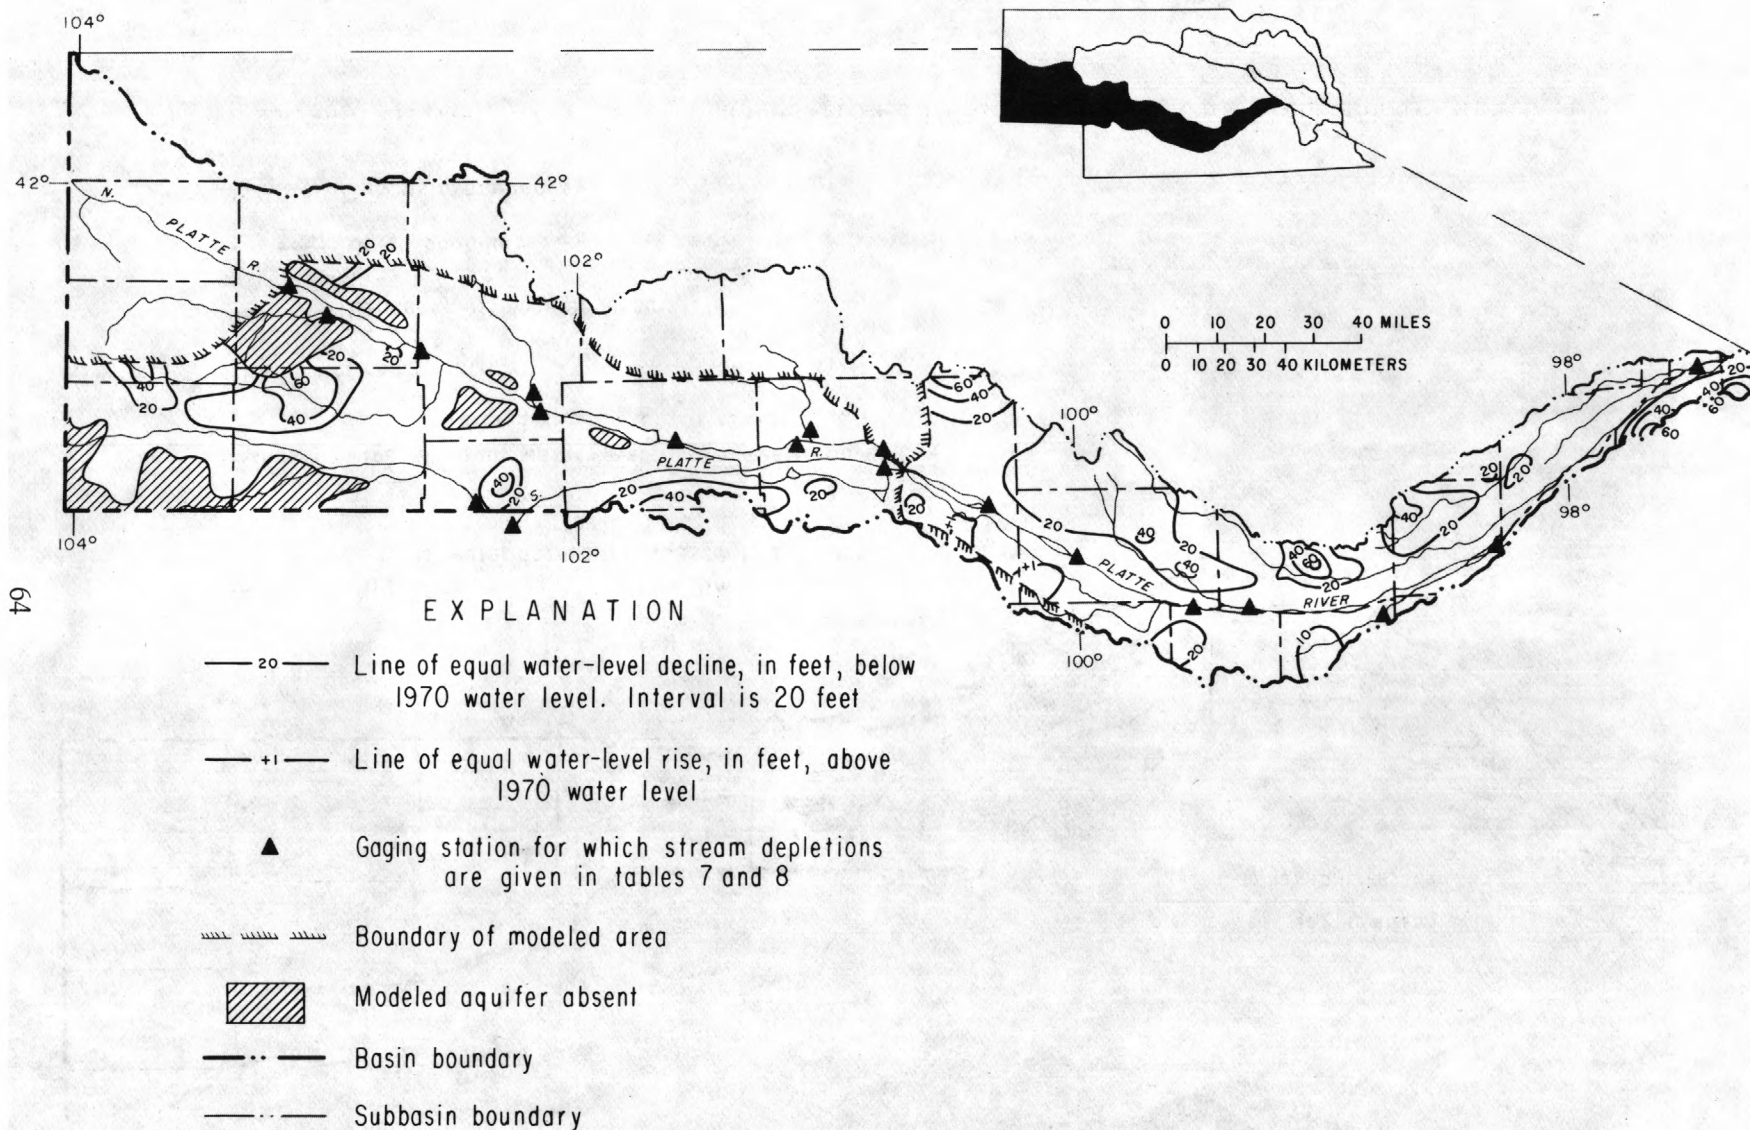 104°
42°
42°
N. PLATTE R.
20
20
102°
20
20
40
20
60
40
0 10 20 30 40 MILES
0 10 20 30 40 KILOMETERS
98°
60
40
20
100°
PLATTE R.
40
20
S.
20
40
20
20
+1
+1
20
40
20
PLATTE
RIVER
40
60
20
40
20
20
20
20
40
60
40
60
20
10
98°
104°
102°
100°
64
EXPLANATION
20 Line of equal water-level decline, in feet, below
1970 water level. Interval is 20 feet
+1 Line of equal water-level rise, in feet, above
1970 water level
Gaging station for which stream depletions
are given in tables 7 and 8
Boundary of modeled area
Modeled aquifer absent
Basin boundary
Subbasin boundary